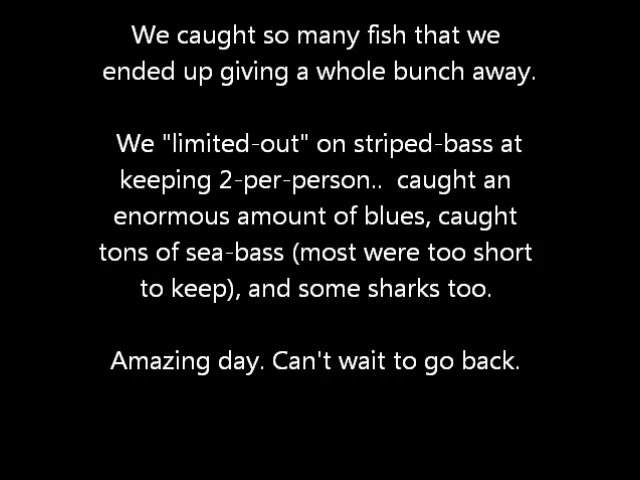 We caught so many fish that we
ended up giving a whole bunch away.
We "limited-out" on striped-bass at
keeping 2-per-person..  caught an
enormous amount of blues, caught
tons of sea-bass (most were too short
to keep), and some sharks too.
Amazing day. Can't wait to go back.